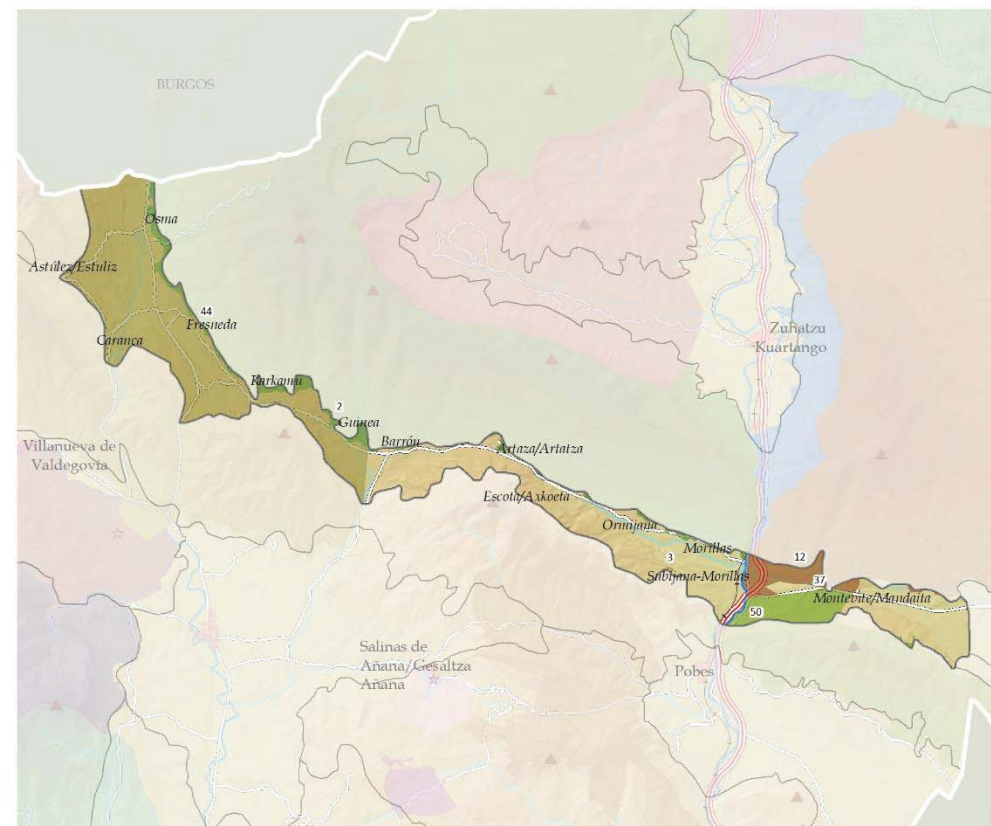 BURGOS
Osma
Astúlez/Estuliz
44
Fresneda
Caranca
Zuhatzu
Kuartango
Karkamu
2
Guinea
Barrón
Artaza/Artatza
Villanueva de
Valdegovía
Escota/Axkoeta
Ormijana
Morillas
3
12
Subijana-Morillas
37
Montevite/Mandaita
50
Salinas de
Añana/Gesaltza
Añana
Pobes